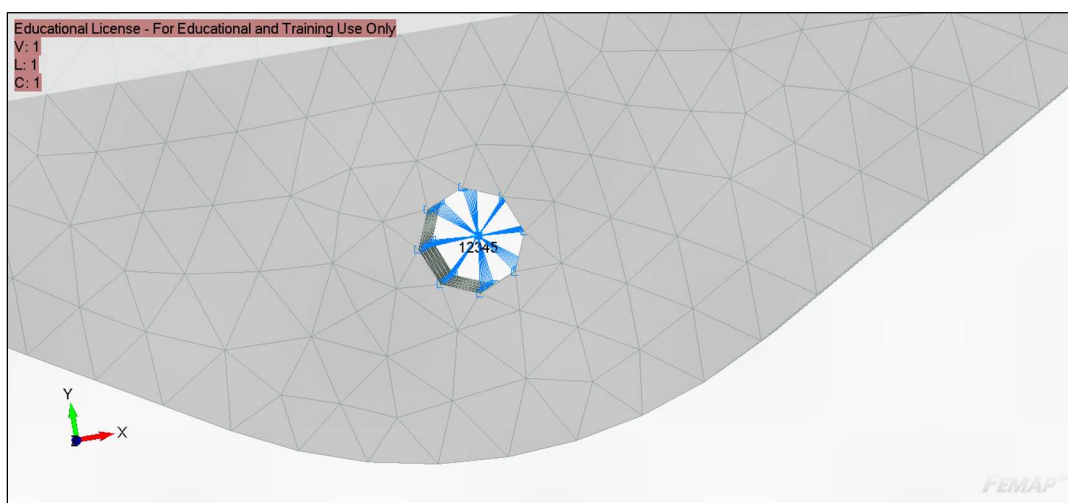 Educational License - For Educational and Training Use Only
V: 1
L: 1
C: 1
12345
Y
X
FEMAP